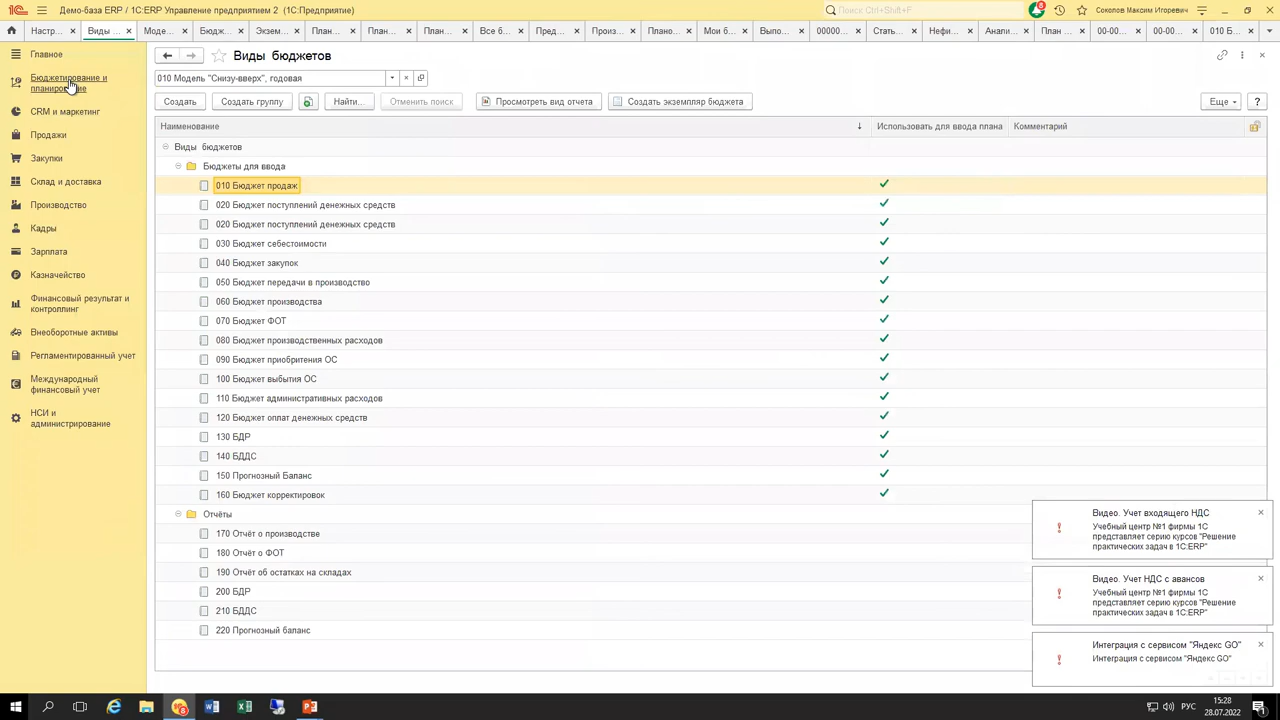 Демо-база ERP / 1С:ERP Управление предприятием 2 (1С:Предприятие)
Поиск Ctrl+Shift+F
8
Соколов Максим Игоревич
Настр...
Виды ...
Моде...
Бюдж...
Экзем...
План...
План...
План...
Все б...
Пред...
Произ...
Плано...
Мои б...
Выпо...
00000...
Стать...
Нефи...
Анали...
План ...
00-00...
00-00...
010 Б...
Главное
Бюджетирование и
планирование
CRM и маркетинг
Продажи
Закупки
Склад и доставка
Производство
Кадры
Зарплата
Казначейство
Финансовый результат и
контроллинг
Внеоборотные активы
Регламентированный учет
Международный
финансовый учет
НСИ и
администрирование
Виды бюджетов
010 Модель "Снизу-вверх", годовая
Создать
Создать группу
Найти...
Отменить поиск
Просмотреть вид отчета
Создать экземпляр бюджета
Еще
?
Наименование
Использовать для ввода плана
Комментарий
Виды бюджетов
Бюджеты для ввода
010 Бюджет продаж
020 Бюджет поступлений денежных средств
020 Бюджет поступлений денежных средств
030 Бюджет себестоимости
040 Бюджет закупок
050 Бюджет передачи в производство
060 Бюджет производства
070 Бюджет ФОТ
080 Бюджет производственных расходов
090 Бюджет приобритения ОС
100 Бюджет выбытия ОС
110 Бюджет административных расходов
120 Бюджет оплат денежных средств
130 БДР
140 БДДС
150 Прогнозный Баланс
160 Бюджет корректировок
Отчёты
170 Отчёт о производстве
180 Отчёт о ФОТ
190 Отчёт об остатках на складах
200 БДР
210 БДДС
220 Прогнозный баланс
Видео. Учет входящего НДС
Учебный центр №1 фирмы 1С
представляет серию курсов "Решение
практических задач в 1С:ERP"
Видео. Учет НДС с авансов
Учебный центр №1 фирмы 1С
представляет серию курсов "Решение
практических задач в 1С:ERP"
Интеграция с сервисом "Яндекс GO"
Интеграция с сервисом "Яндекс GO"
РУС
15:28
28.07.2022